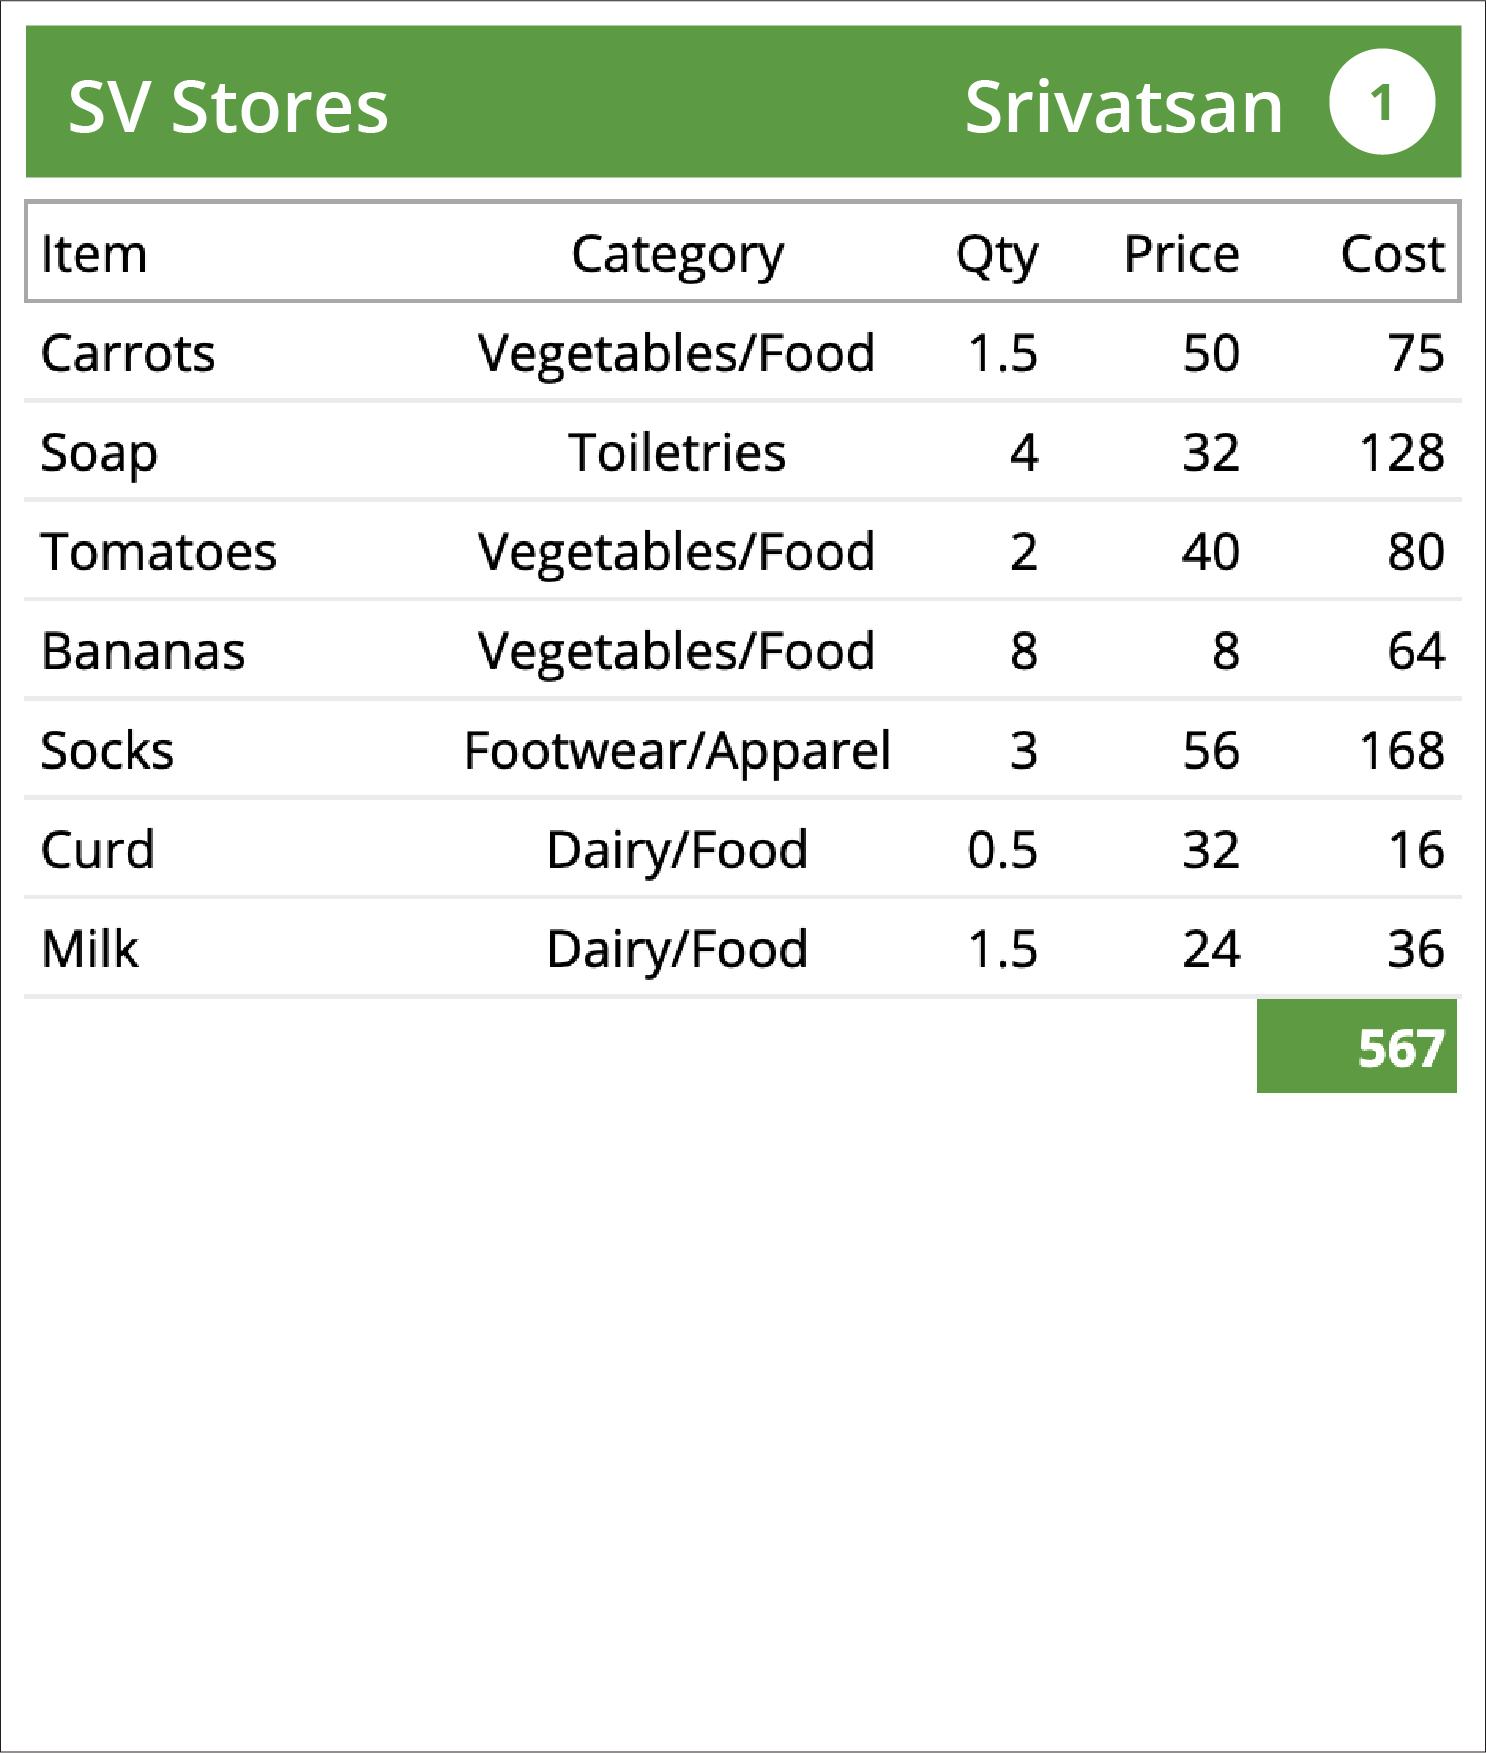 SV Stores Srivatsan 1
Item Category Qty Price Cost
Carrots Vegetables/Food 1.5 50 75
Soap Toiletries 4 32 128
Tomatoes Vegetables/Food 2 40 80
Bananas Vegetables/Food 8 8 64
Socks Footwear/Apparel 3 56 168
Curd Dairy/Food 0.5 32 16
Milk Dairy/Food 1.5 24 36
567